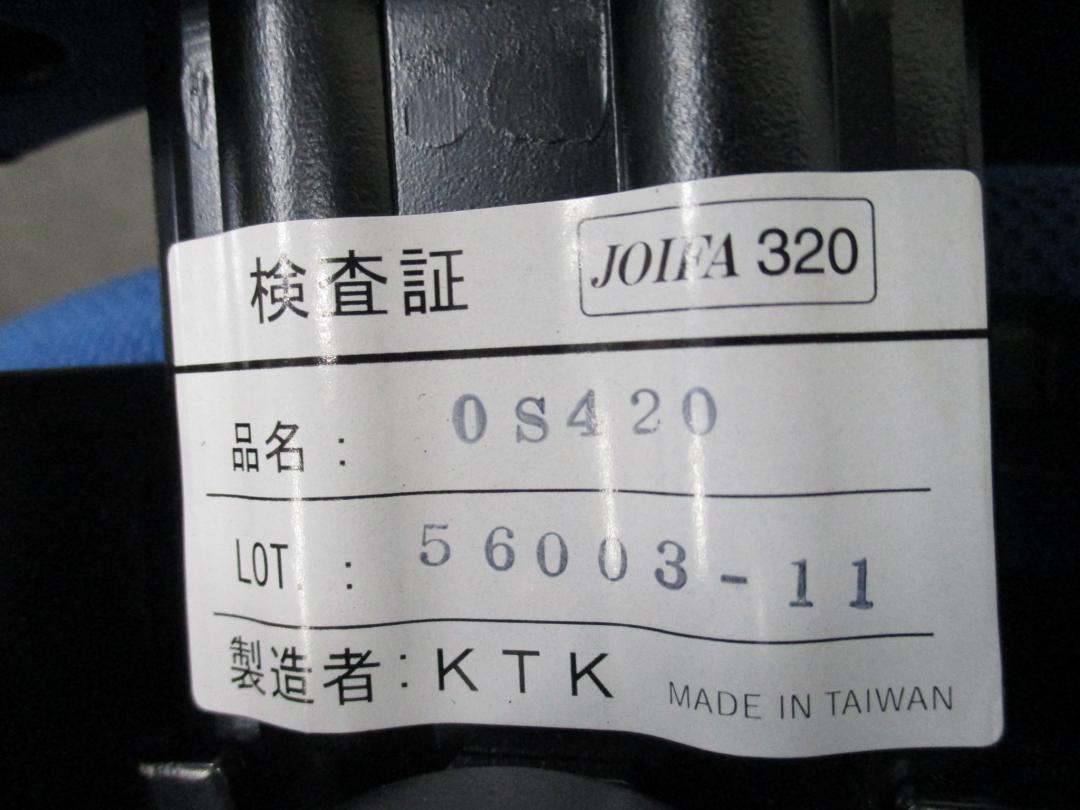 検査証 JOIFA 320
品名 : 0S420
LOT. : 56003-11
製造者 : KTK MADE IN TAIWAN